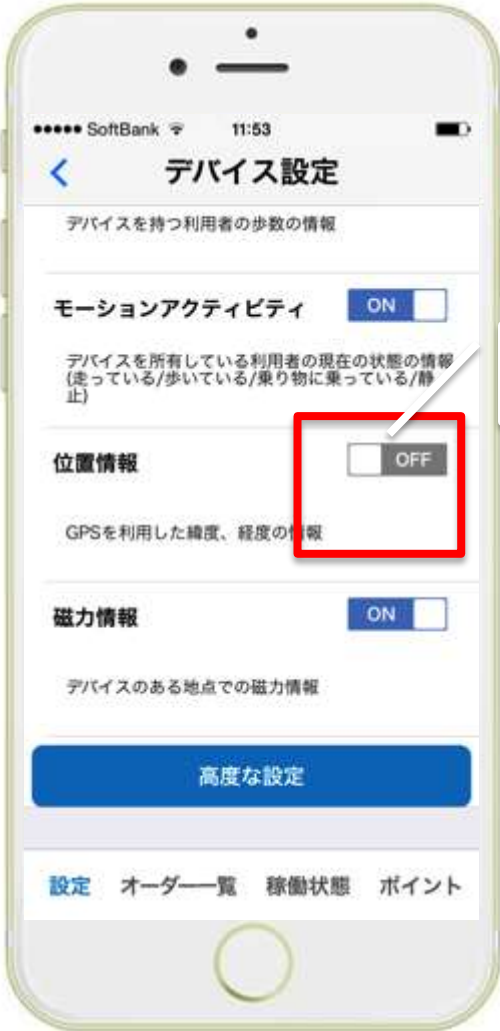 SoftBank 11:53
デバイス設定
デバイスを持つ利用者の歩数の情報
モーションアクティビティ ON
デバイスを所有している利用者の現在の状態の情報
(走っている/歩いている/乗り物に乗っている/静
止)
位置情報 OFF
GPSを利用した緯度、経度の情報
磁力情報 ON
デバイスのある地点での磁力情報
高度な設定
設定 オーダー一覧 稼働状態 ポイント